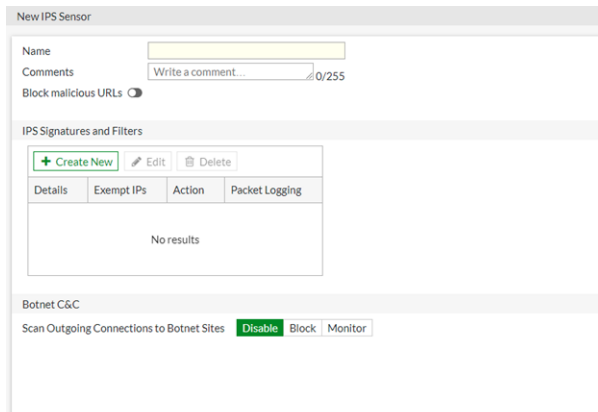 New IPS Sensor
Name
Comments Write a comment... 0/255
Block malicious URLs
IPS Signatures and Filters
Create New Edit Delete
Details Exempt IPs Action Packet Logging
No results
Botnet C&C
Scan Outgoing Connections to Botnet Sites Disable Block Monitor